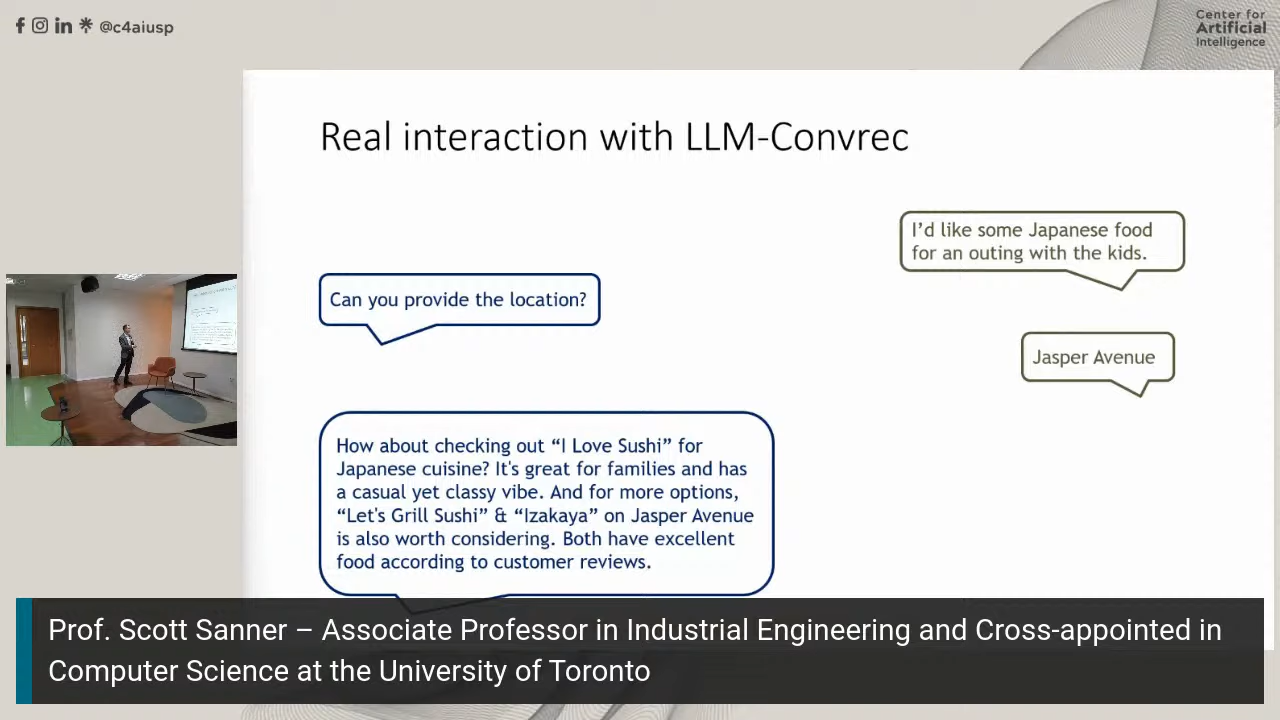 @c4aiusp
Center for
Artificial
Intelligence
Real interaction with LLM-Convrec
I'd like some Japanese food
for an outing with the kids.
Can you provide the location?
Jasper Avenue
How about checking out “I Love Sushi” for
Japanese cuisine? It's great for families and has
a casual yet classy vibe. And for more options,
“Let's Grill Sushi” & “Izakaya” on Jasper Avenue
is also worth considering. Both have excellent
food according to customer reviews.
Prof. Scott Sanner – Associate Professor in Industrial Engineering and Cross-appointed in
Computer Science at the University of Toronto